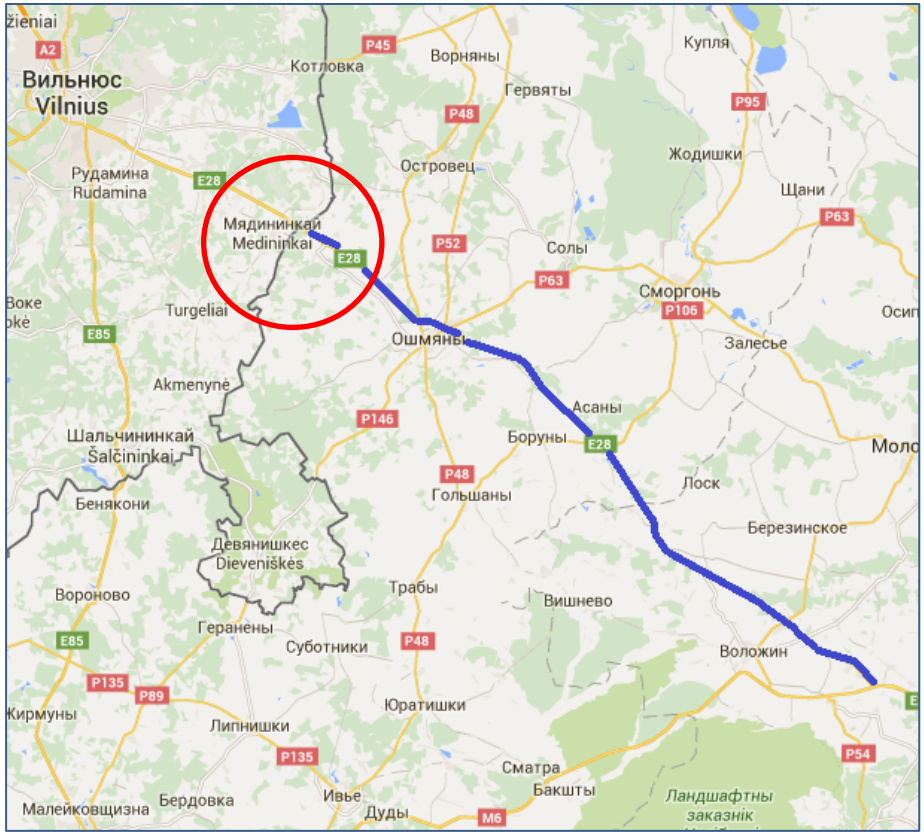 žieniai
A2
P45
Котловка
Ворняны
Купля
Вильнюс
Vilnius
P48
Гервяты
P95
Рудамина
Rudamina
E28
Островец
Жодишки
Щани
P63
Мядининкай
Medininkai
E28
P52
Солы
P63
Сморгонь
P106
Воке
okė
Turgeliai
E85
Осип
Ошмяны
Залесье
Akmenynė
P146
Асаны
Шальчининкай
Šalčininkai
Боруны
E28
Моло
Бенякони
P48
Гольшаны
Лоск
Березинское
Девянишкес
Dieveniškės
Вороново
Трабы
Вишнево
E85
Геранены
Суботники
P48
Воложин
P135
P89
E
Жирмуны
Липнишки
Юратишки
P135
P54
Сматра
Бакшты
Малейковщизна
Бердовка
Ивье
Дуды
M6
Ландшафтны
заказнік